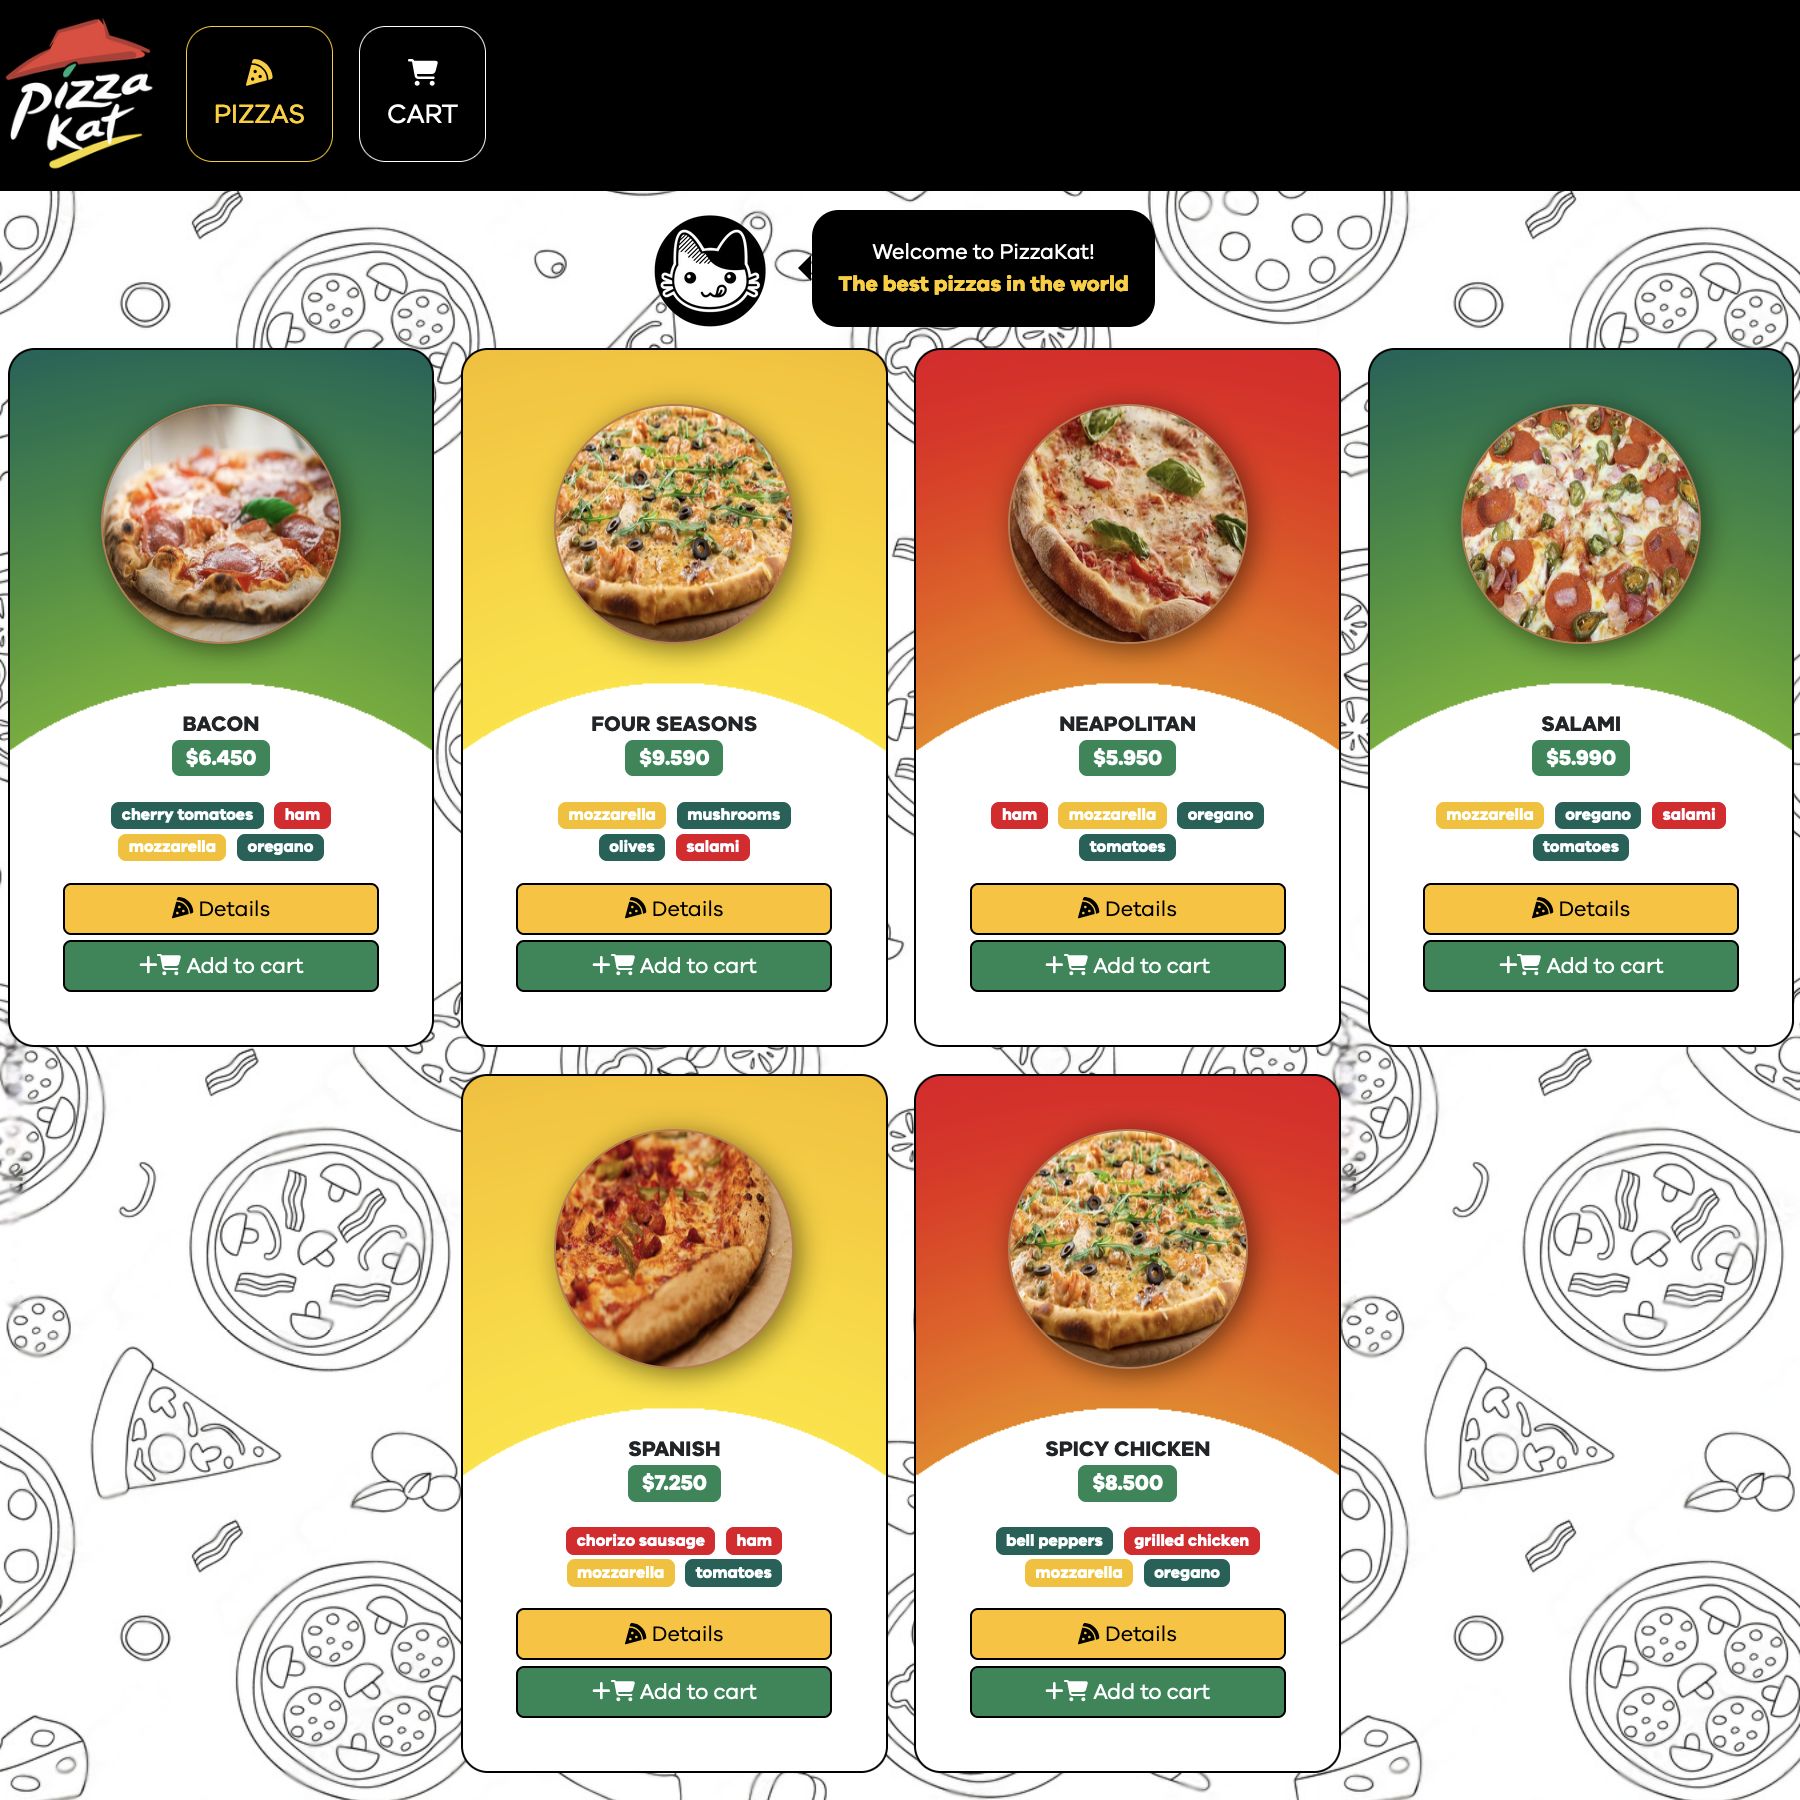 Pizza
Kat
PIZZAS
CART
Welcome to PizzaKat!
The best pizzas in the world
BACON
$6.450
cherry tomatoes ham
mozzarella oregano
Details
+ Add to cart
FOUR SEASONS
$9.590
mozzarella mushrooms
olives salami
Details
+ Add to cart
NEAPOLITAN
$5.950
ham mozzarella oregano
tomatoes
Details
+ Add to cart
SALAMI
$5.990
mozzarella oregano salami
tomatoes
Details
+ Add to cart
SPANISH
$7.250
chorizo sausage ham
mozzarella tomatoes
Details
+ Add to cart
SPICY CHICKEN
$8.500
bell peppers grilled chicken
mozzarella oregano
Details
+ Add to cart